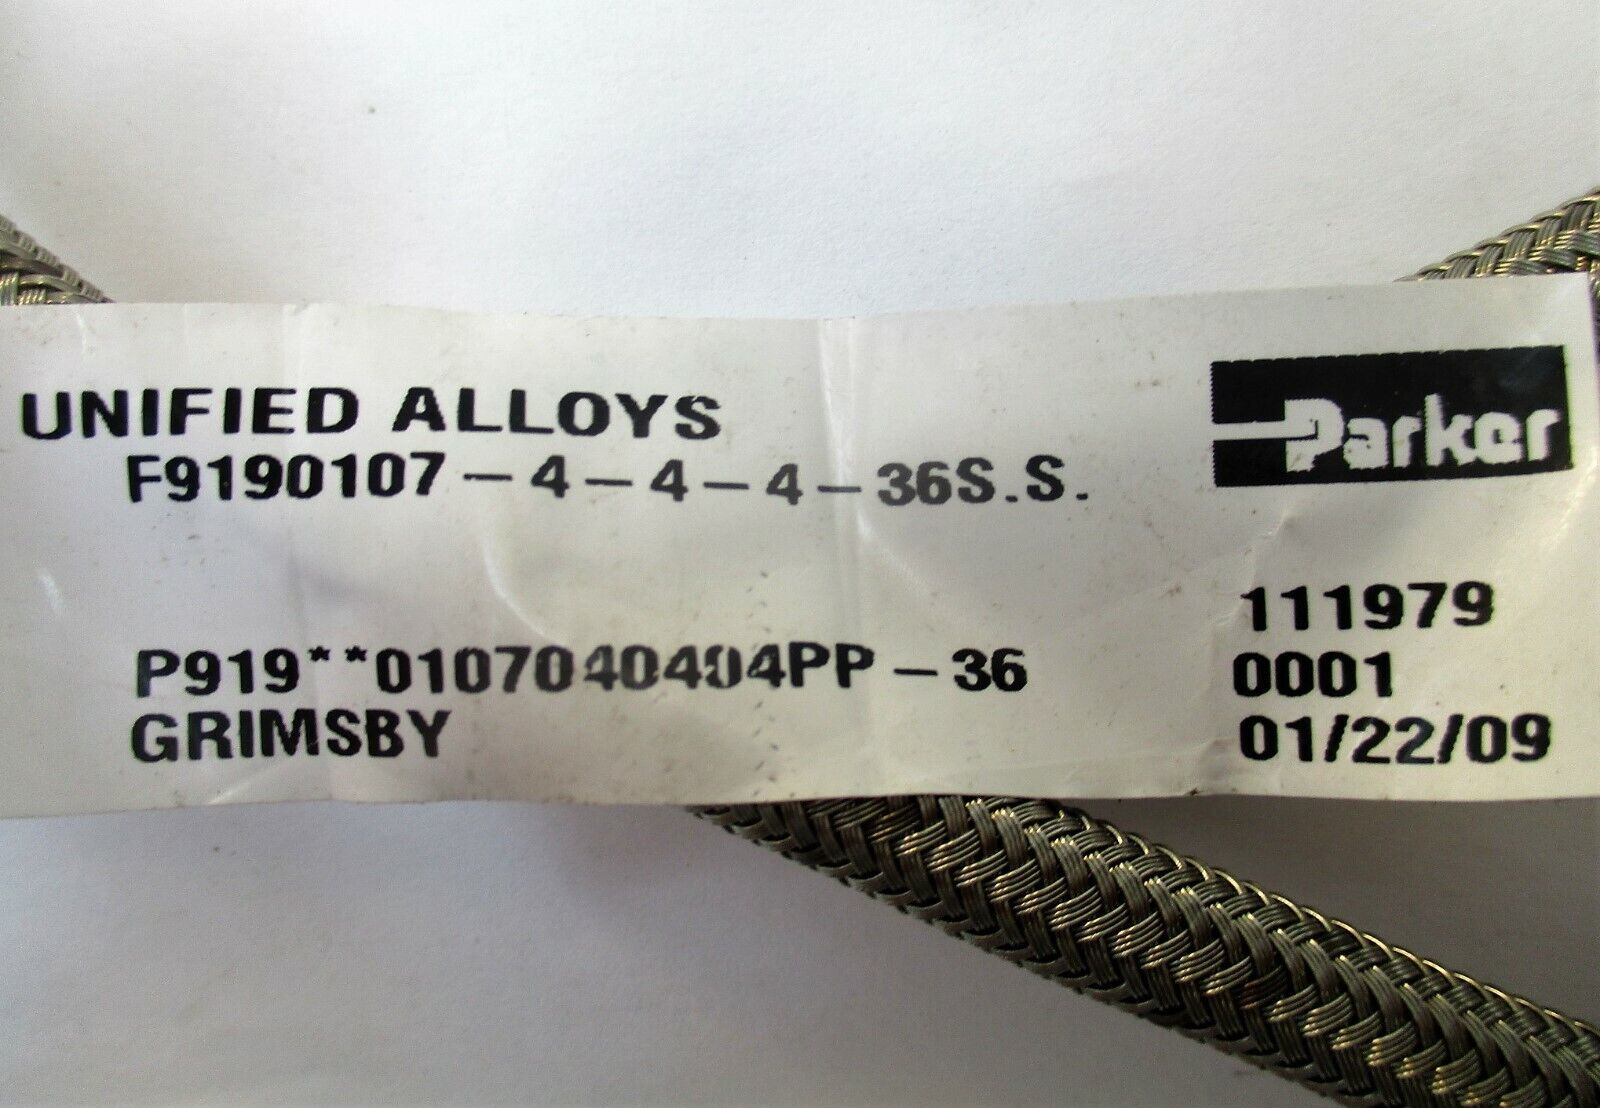 UNIFIED ALLOYS
F9190107-4-4-4-36S.S.
Parker
P919**0107040404PP-36
GRIMSBY
111979
0001
01/22/09